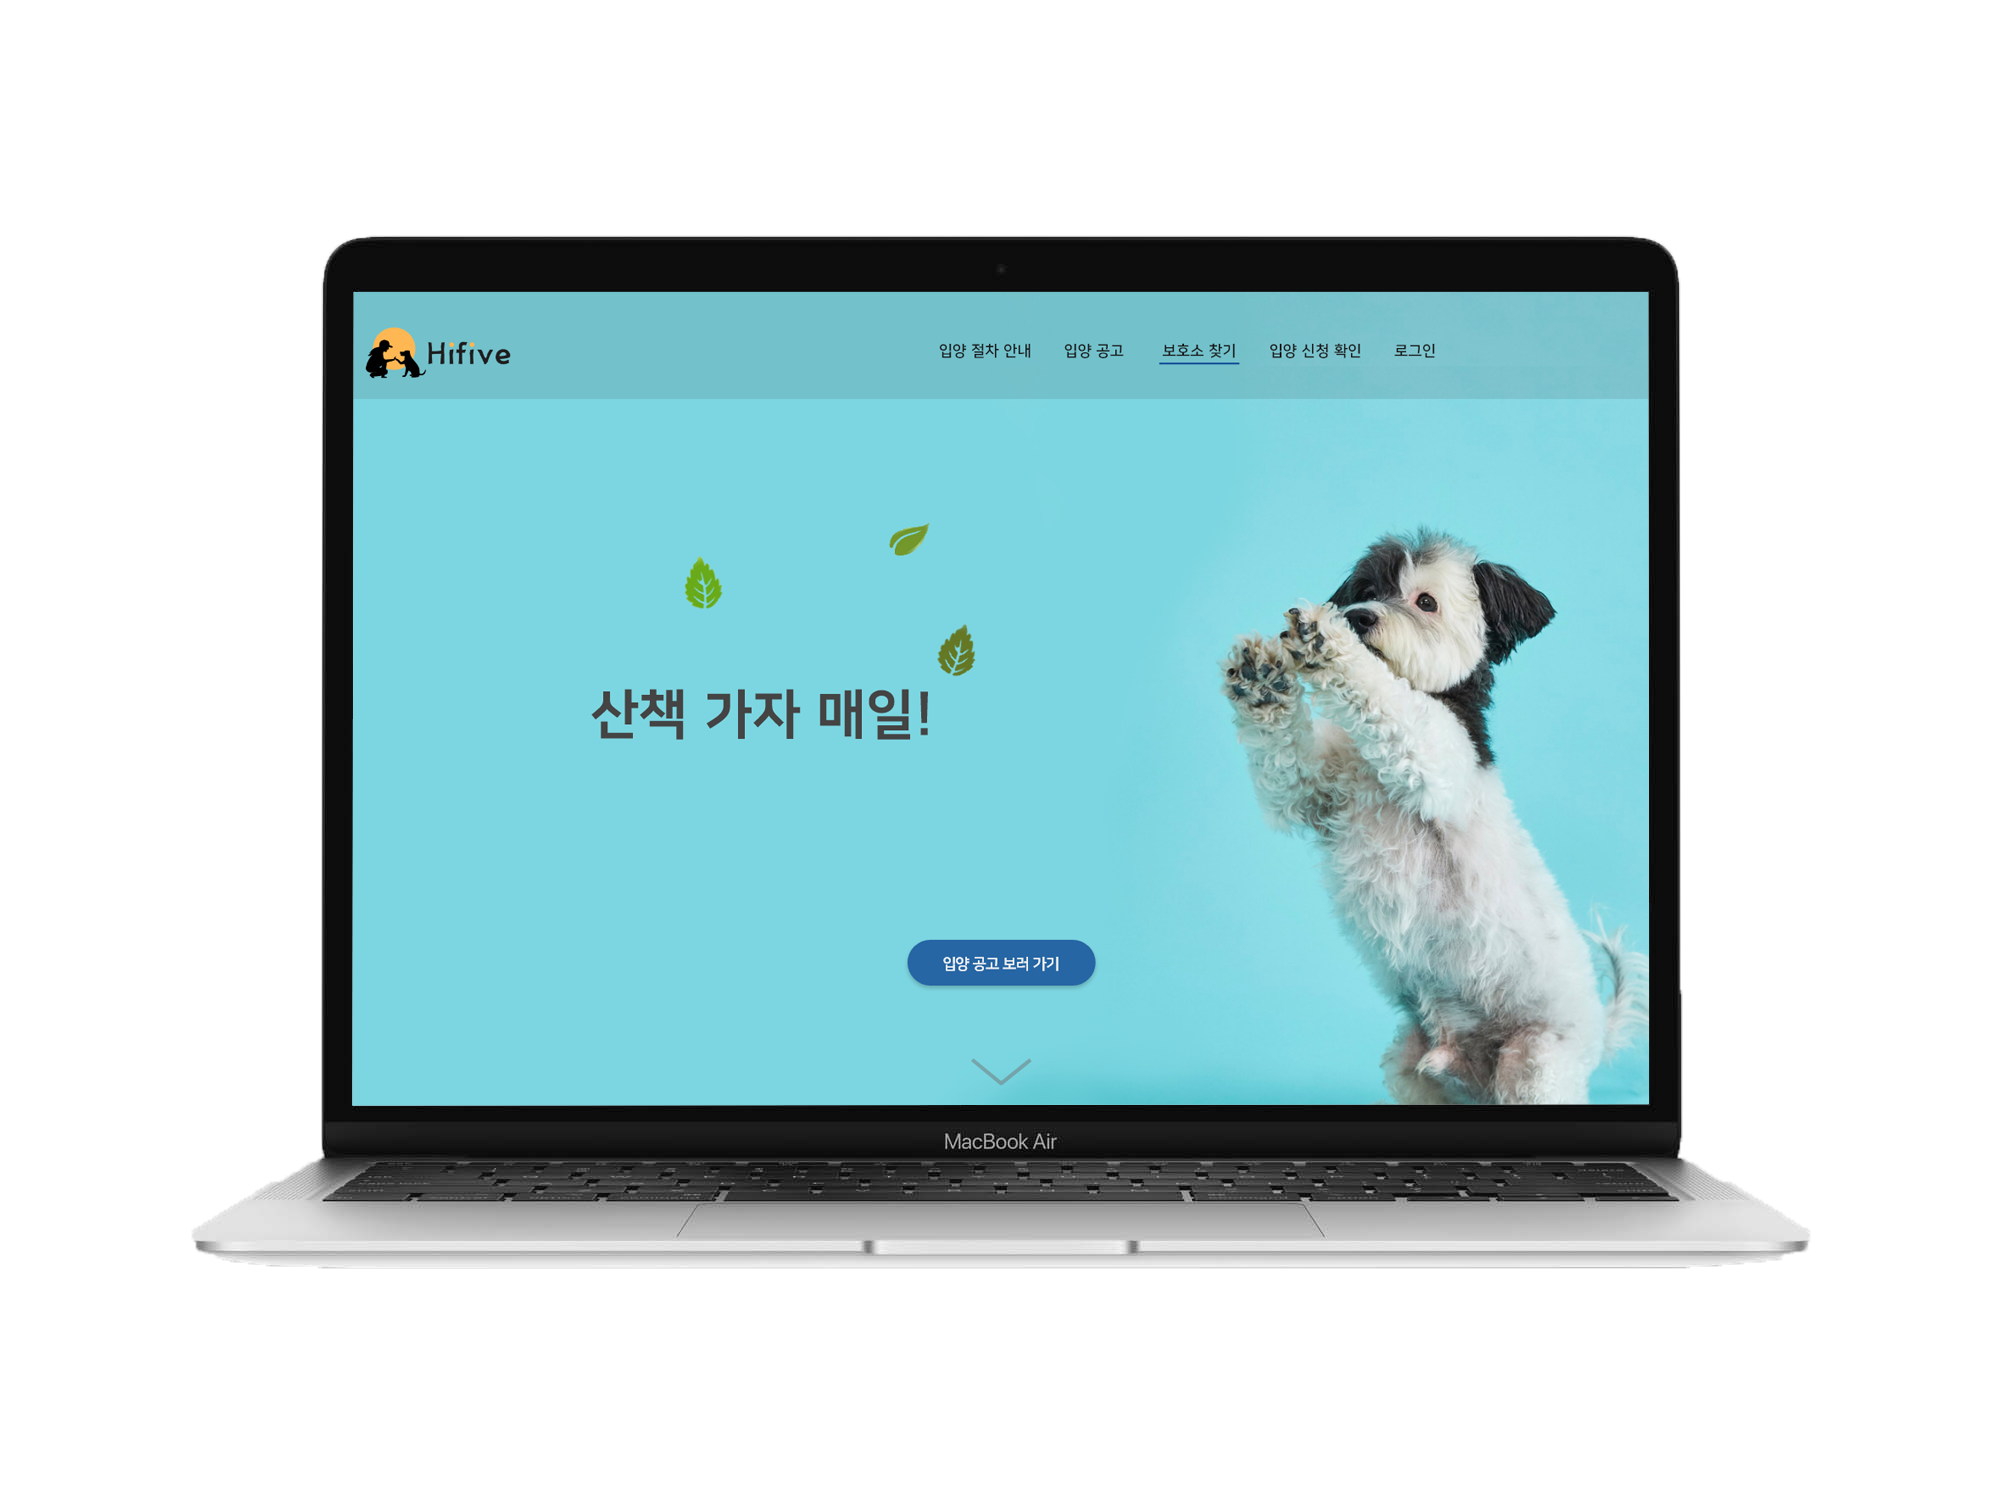 Hifive
입양 절차 안내 입양 공고 보호소 찾기 입양 신청 확인 로그인
산책 가자 매일!
입양 공고 보러 가기
MacBook Air